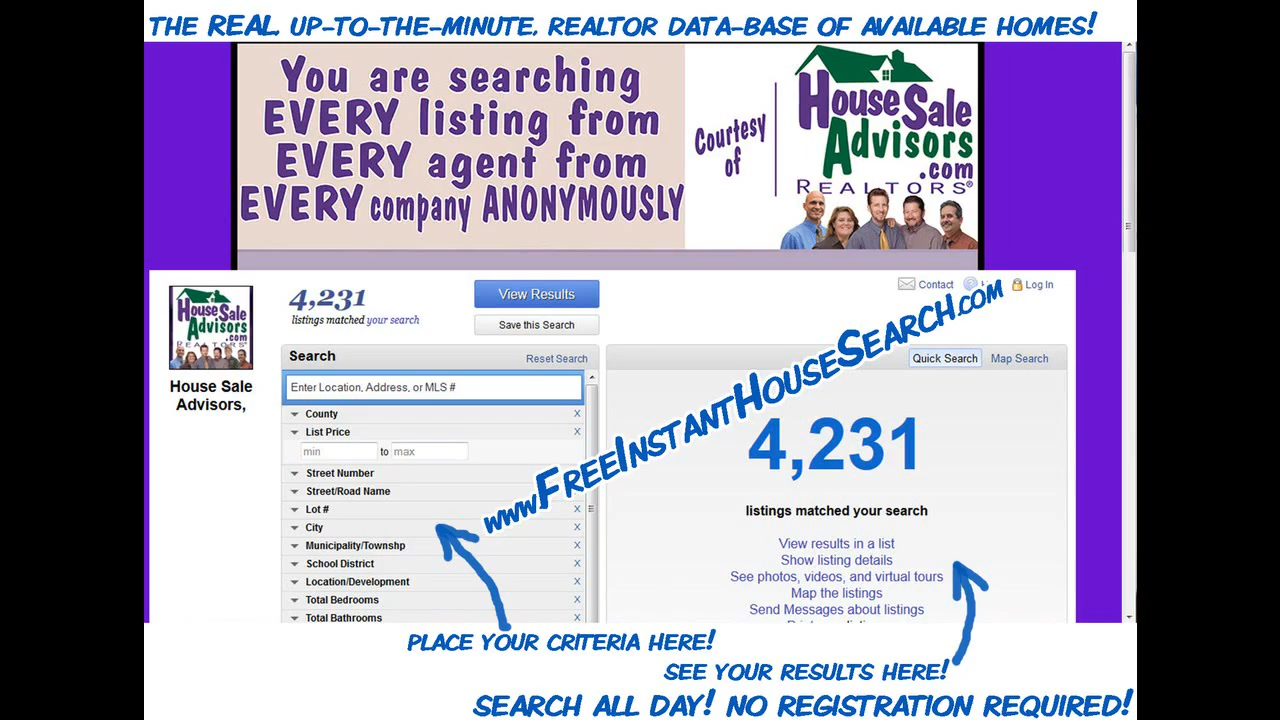 THE REAL, UP-TO-THE-MINUTE, REALTOR DATA-BASE OF AVAILABLE HOMES!
You are searching
EVERY listing from
EVERY agent from
EVERY company ANONYMOUSLY
Courtesy
of
House Sale
Advisors
.com
REALTORS®
4,231
listings matched your search
View Results
Save this Search
Contact
Log In
House Sale
Advisors
.com
REALTORS
House Sale
Advisors,
Search
Reset Search
Quick Search
Map Search
Enter Location, Address, or MLS #
County X
List Price X
min to max
Street Number
Street/Road Name
Lot # X
City
Municipality/Townshp X
School District X
Location/Development X
Total Bedrooms X
Total Bathrooms X
www.FreeInstantHouseSearch.com
4,231
listings matched your search
View results in a list
Show listing details
See photos, videos, and virtual tours
Map the listings
Send Messages about listings
PLACE YOUR CRITERIA HERE!
SEE YOUR RESULTS HERE!
SEARCH ALL DAY! NO REGISTRATION REQUIRED!